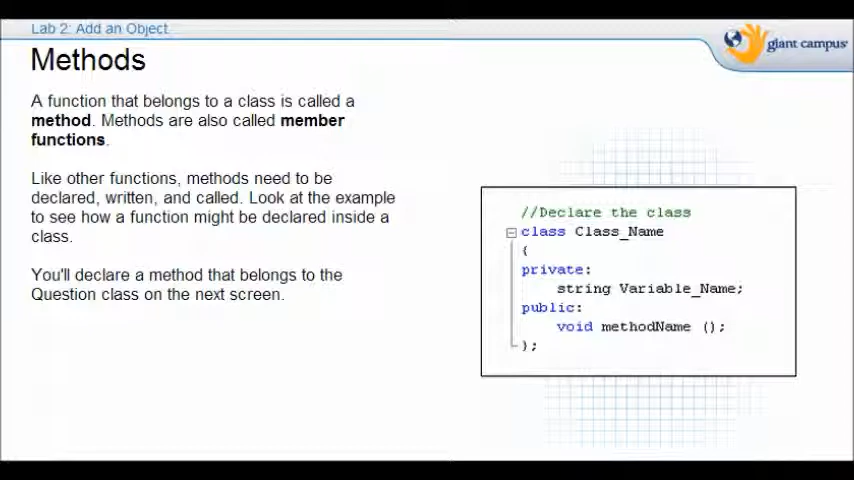 Lab 2: Add an Object
giant campus
Methods
A function that belongs to a class is called a
method. Methods are also called member
functions.
Like other functions, methods need to be
declared, written, and called. Look at the example
to see how a function might be declared inside a
class.
You'll declare a method that belongs to the
Question class on the next screen.
//Declare the class
class Class_Name
{
private:
string Variable_Name;
public:
void methodName ();
};